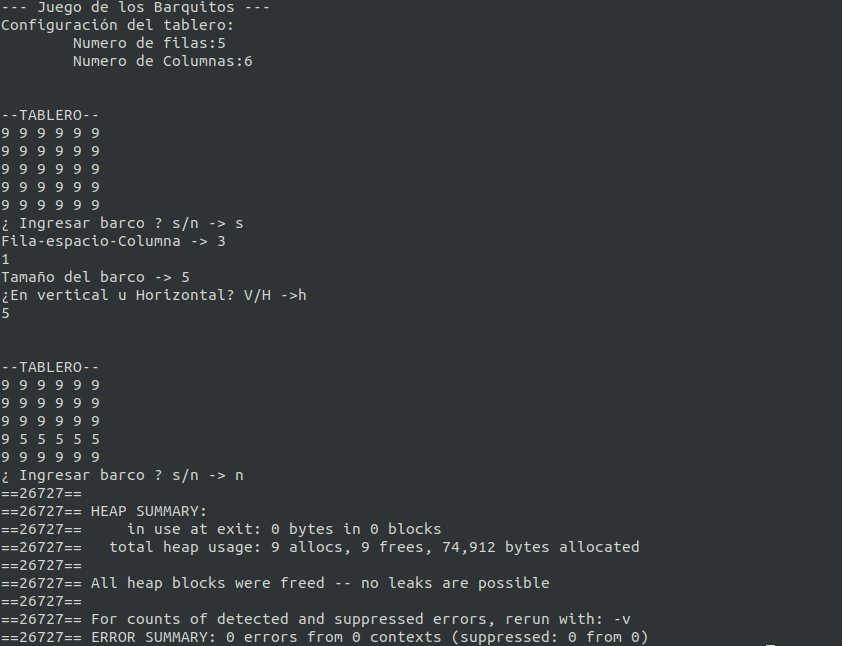 --- Juego de los Barquitos ---
Configuración del tablero:
        Numero de filas:5
        Numero de Columnas:6

--TABLERO--
9 9 9 9 9 9
9 9 9 9 9 9
9 9 9 9 9 9
9 9 9 9 9 9
9 9 9 9 9 9
¿ Ingresar barco ? s/n -> s
Fila-espacio-Columna -> 3
1
Tamaño del barco -> 5
¿En vertical u Horizontal? V/H ->h
5

--TABLERO--
9 9 9 9 9 9
9 9 9 9 9 9
9 9 9 9 9 9
9 5 5 5 5 5
9 9 9 9 9 9
¿ Ingresar barco ? s/n -> n
==26727==
==26727== HEAP SUMMARY:
==26727==     in use at exit: 0 bytes in 0 blocks
==26727==   total heap usage: 9 allocs, 9 frees, 74,912 bytes allocated
==26727==
==26727== All heap blocks were freed -- no leaks are possible
==26727==
==26727== For counts of detected and suppressed errors, rerun with: -v
==26727== ERROR SUMMARY: 0 errors from 0 contexts (suppressed: 0 from 0)